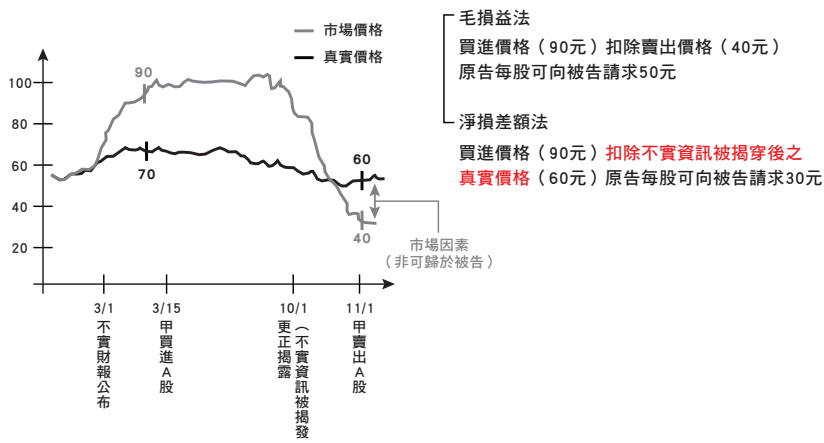 市場價格
真實價格
100
80
60
40
20
90
70
60
40
市場因素
（非可歸於被告）
3/1
不實財報公布
3/15
甲買進A股
10/1
（不實資訊被揭發
更正揭露
11/1
甲賣出A股
毛損益法
買進價格（90元）扣除賣出價格（40元）
原告每股可向被告請求50元
淨損差額法
買進價格（90元）扣除不實資訊被揭穿後之
真實價格（60元）原告每股可向被告請求30元